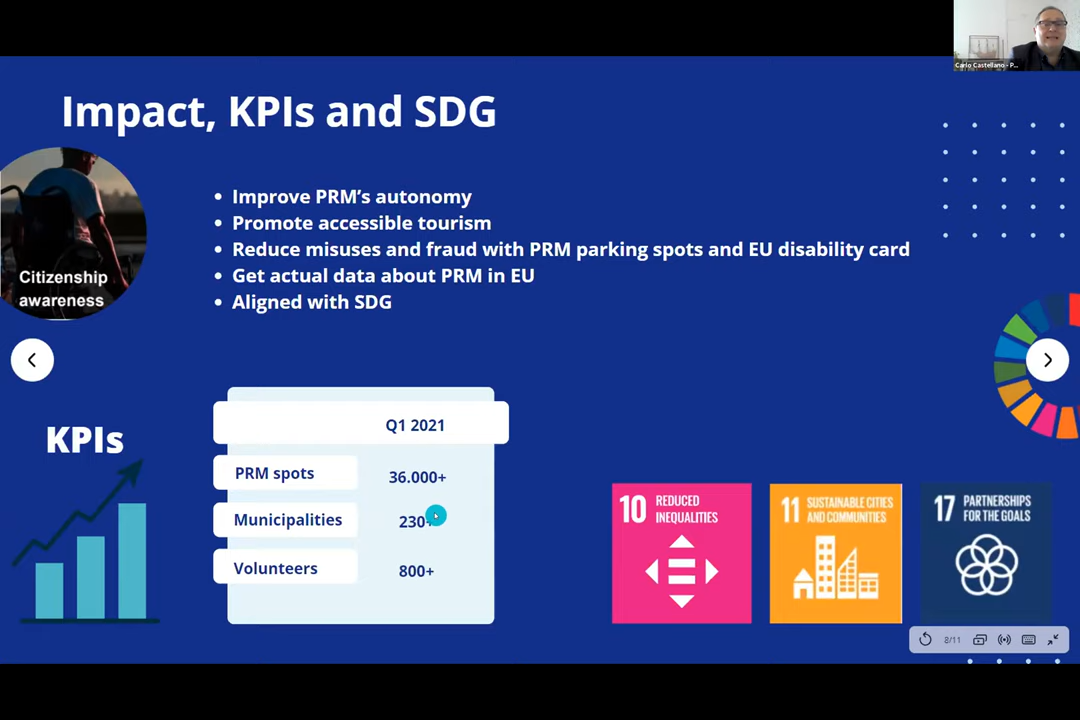 Carlo Castellano - P...
Impact, KPIs and SDG
Citizenship
awareness
• Improve PRM's autonomy
• Promote accessible tourism
• Reduce misuses and fraud with PRM parking spots and EU disability card
• Get actual data about PRM in EU
• Aligned with SDG
KPIs
Q1 2021
PRM spots 36.000+
Municipalities 230+
Volunteers 800+
10 REDUCED
INEQUALITIES
11 SUSTAINABLE CITIES
AND COMMUNITIES
17 PARTNERSHIPS
FOR THE GOALS
8/11